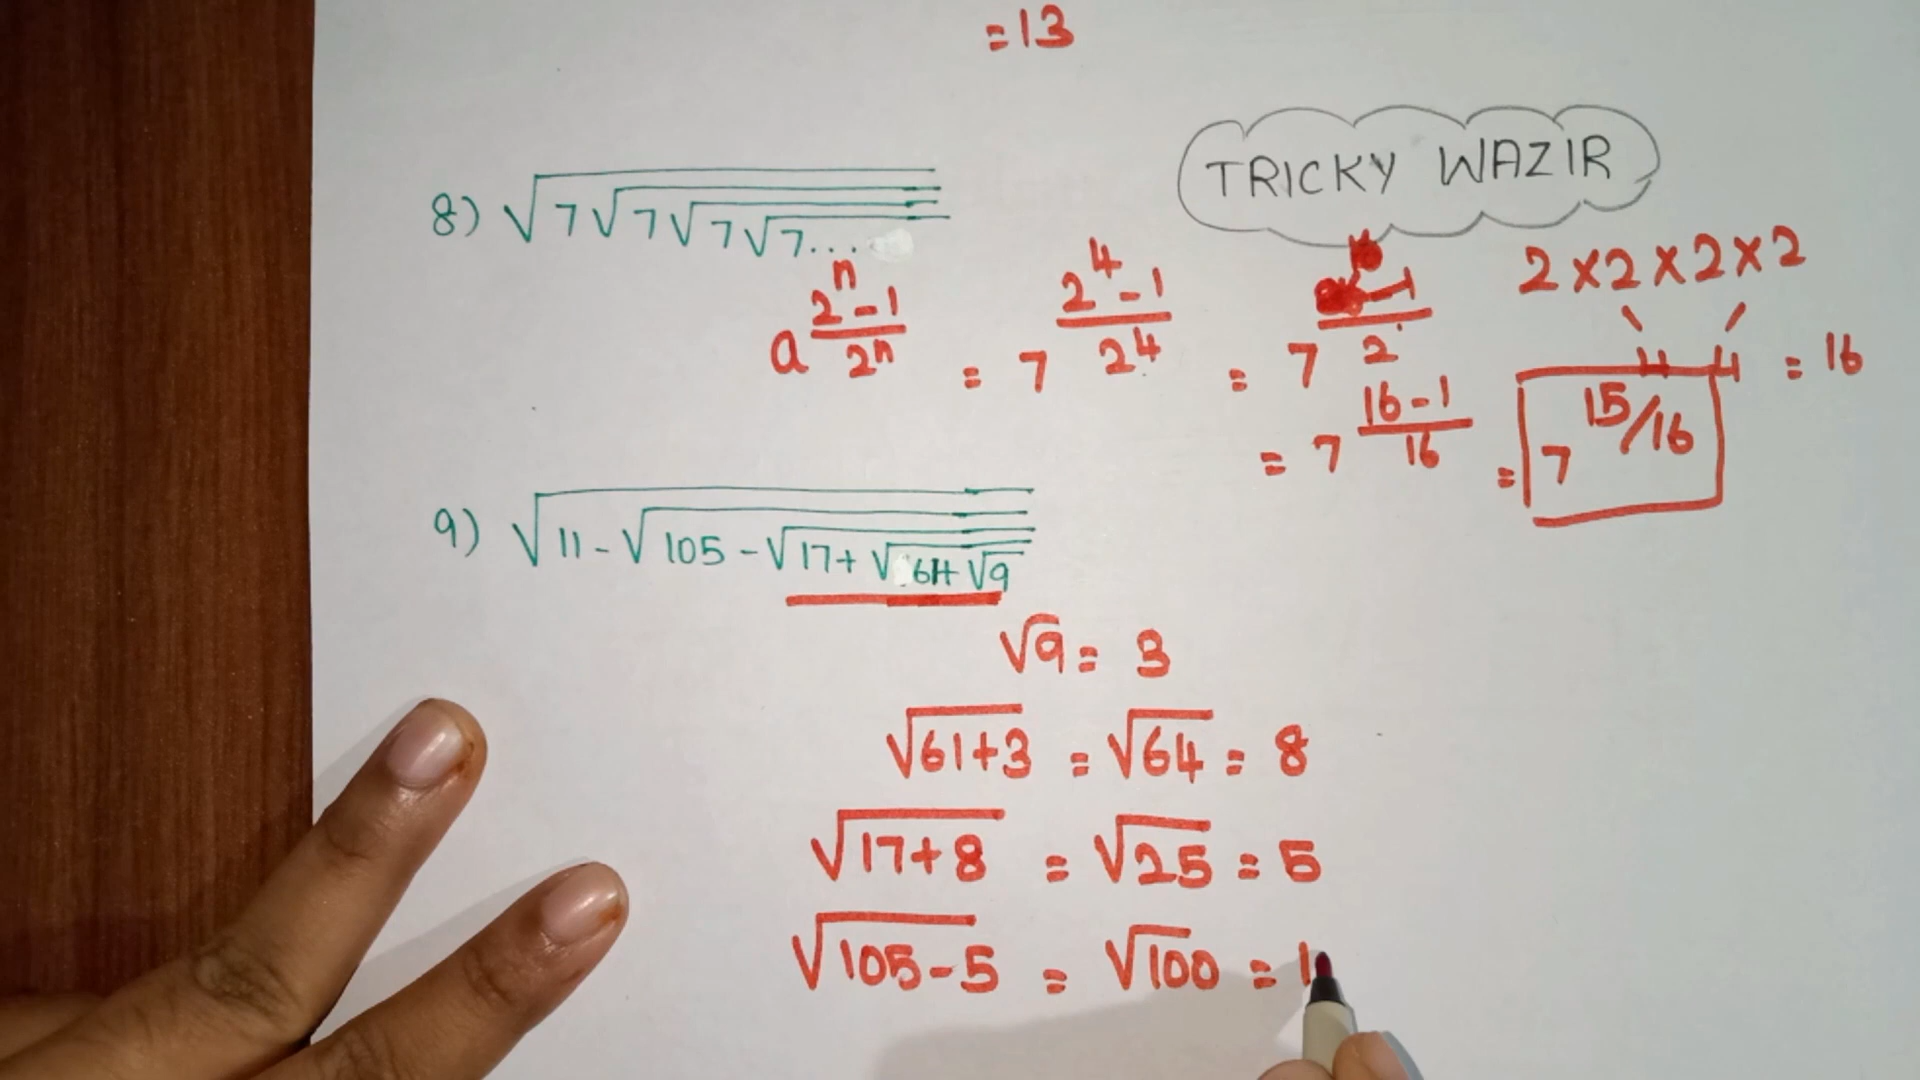 =13
TRICKY WAZIR
8) √7√7√7√7....
2×2×2×2
= 16
a^(2^n-1)/(2^n) = 7^(2^4-1)/(2^4) = 7 2
= 7^(16-1)/16 = 7^15/16
9) √11-√105-√17+√61+√9
√9 = 3
√61+3 = √64 = 8
√17+8 = √25 = 5
√105-5 = √100 = 1